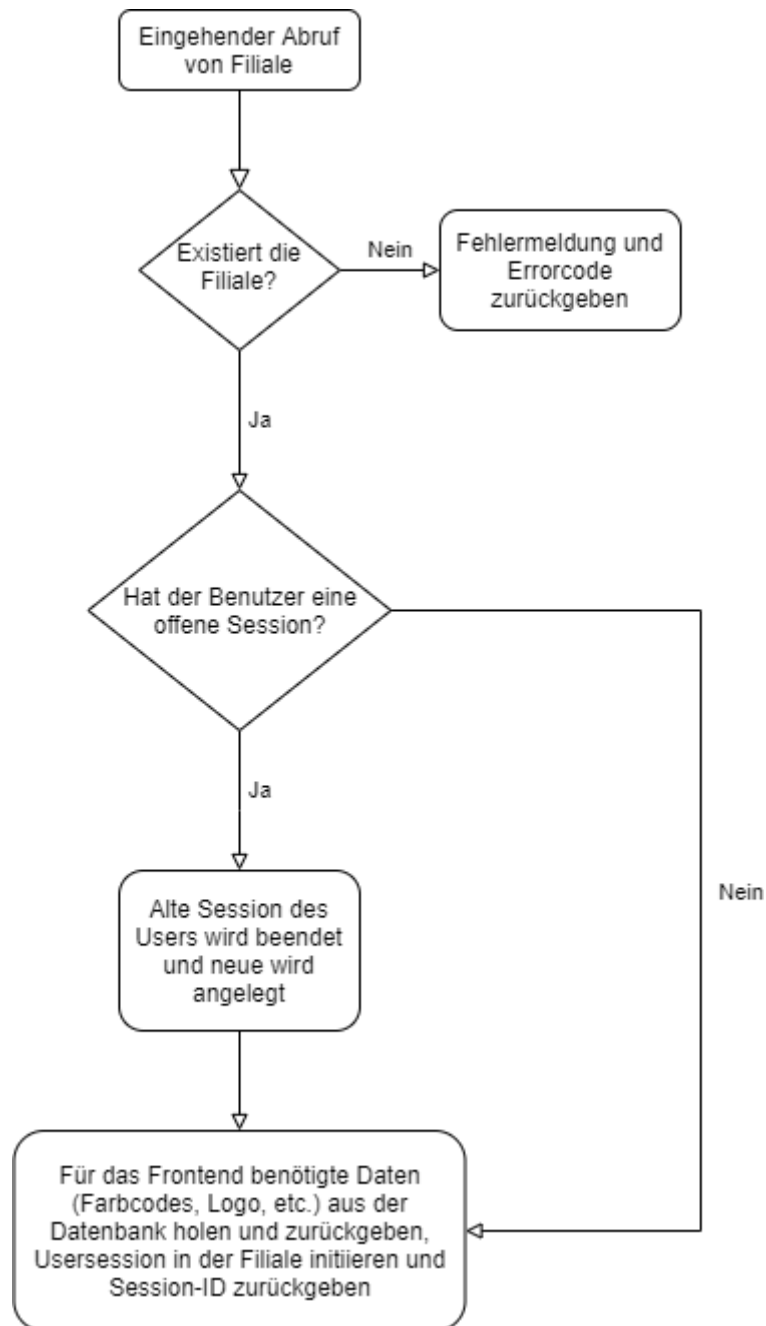 Eingehender Abruf
von Filiale
Existiert die
Filiale?
Nein
Fehlermeldung und
Errorcode
zurückgeben
Ja
Hat der Benutzer eine
offene Session?
Ja
Nein
Alte Session des
Users wird beendet
und neue wird
angelegt
Für das Frontend benötigte Daten
(Farbcodes, Logo, etc.) aus der
Datenbank holen und zurückgeben,
Usersession in der Filiale initiieren und
Session-ID zurückgeben